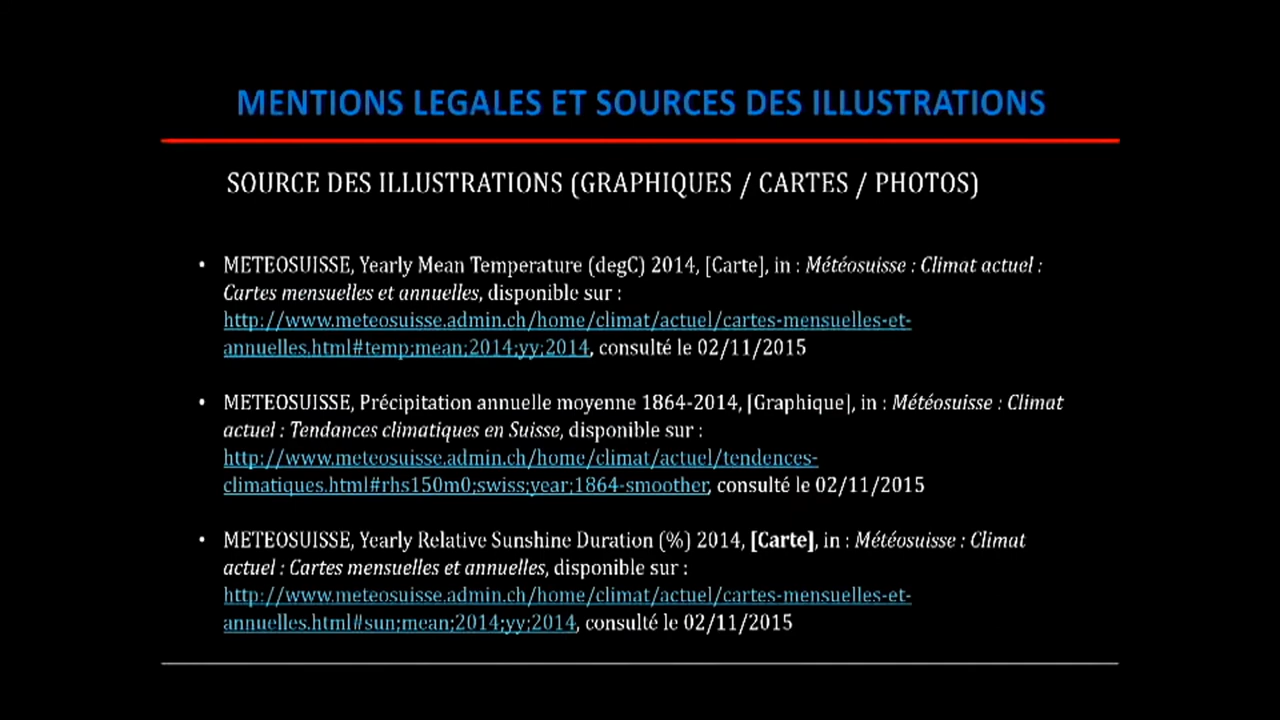 MENTIONS LEGALES ET SOURCES DES ILLUSTRATIONS
SOURCE DES ILLUSTRATIONS (GRAPHIQUES / CARTES / PHOTOS)
• METEOSUISSE, Yearly Mean Temperature (degC) 2014, [Carte], in : Météosuisse : Climat actuel :
Cartes mensuelles et annuelles, disponible sur :
http://www.meteosuisse.admin.ch/home/climat/actuel/cartes-mensuelles-et-
annuelles.html#temp;mean;2014;yy;2014, consulté le 02/11/2015
• METEOSUISSE, Précipitation annuelle moyenne 1864-2014, [Graphique], in : Météosuisse : Climat
actuel : Tendances climatiques en Suisse, disponible sur :
http://www.meteosuisse.admin.ch/home/climat/actuel/tendences-
climatiques.html#rhs150m0;swiss;year;1864-smoother, consulté le 02/11/2015
• METEOSUISSE, Yearly Relative Sunshine Duration (%) 2014, [Carte], in : Météosuisse : Climat
actuel : Cartes mensuelles et annuelles, disponible sur :
http://www.meteosuisse.admin.ch/home/climat/actuel/cartes-mensuelles-et-
annuelles.html#sun;mean;2014;yy;2014, consulté le 02/11/2015